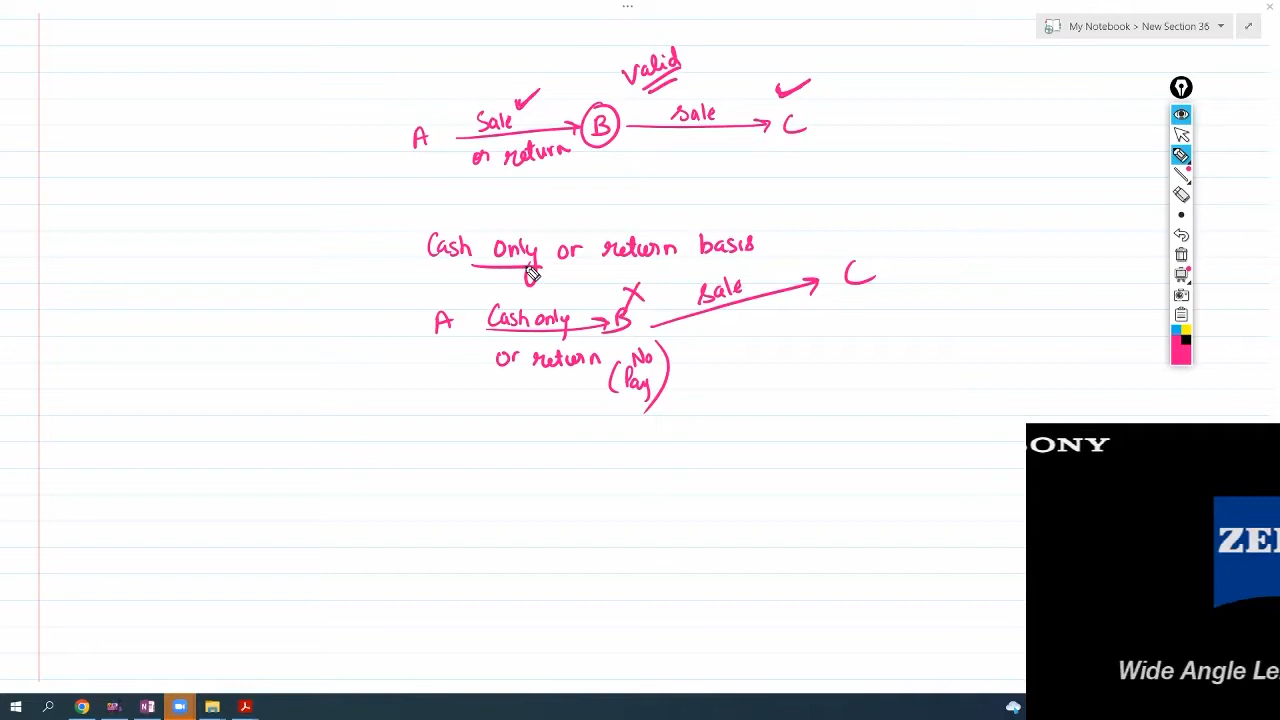 My Notebook > New Section 36
Valid
A Sale B Sale C
or return
Cash only or return basis
A Cash only B Sale C
or return (No Pay)
ONY
ZEI
Wide Angle Le